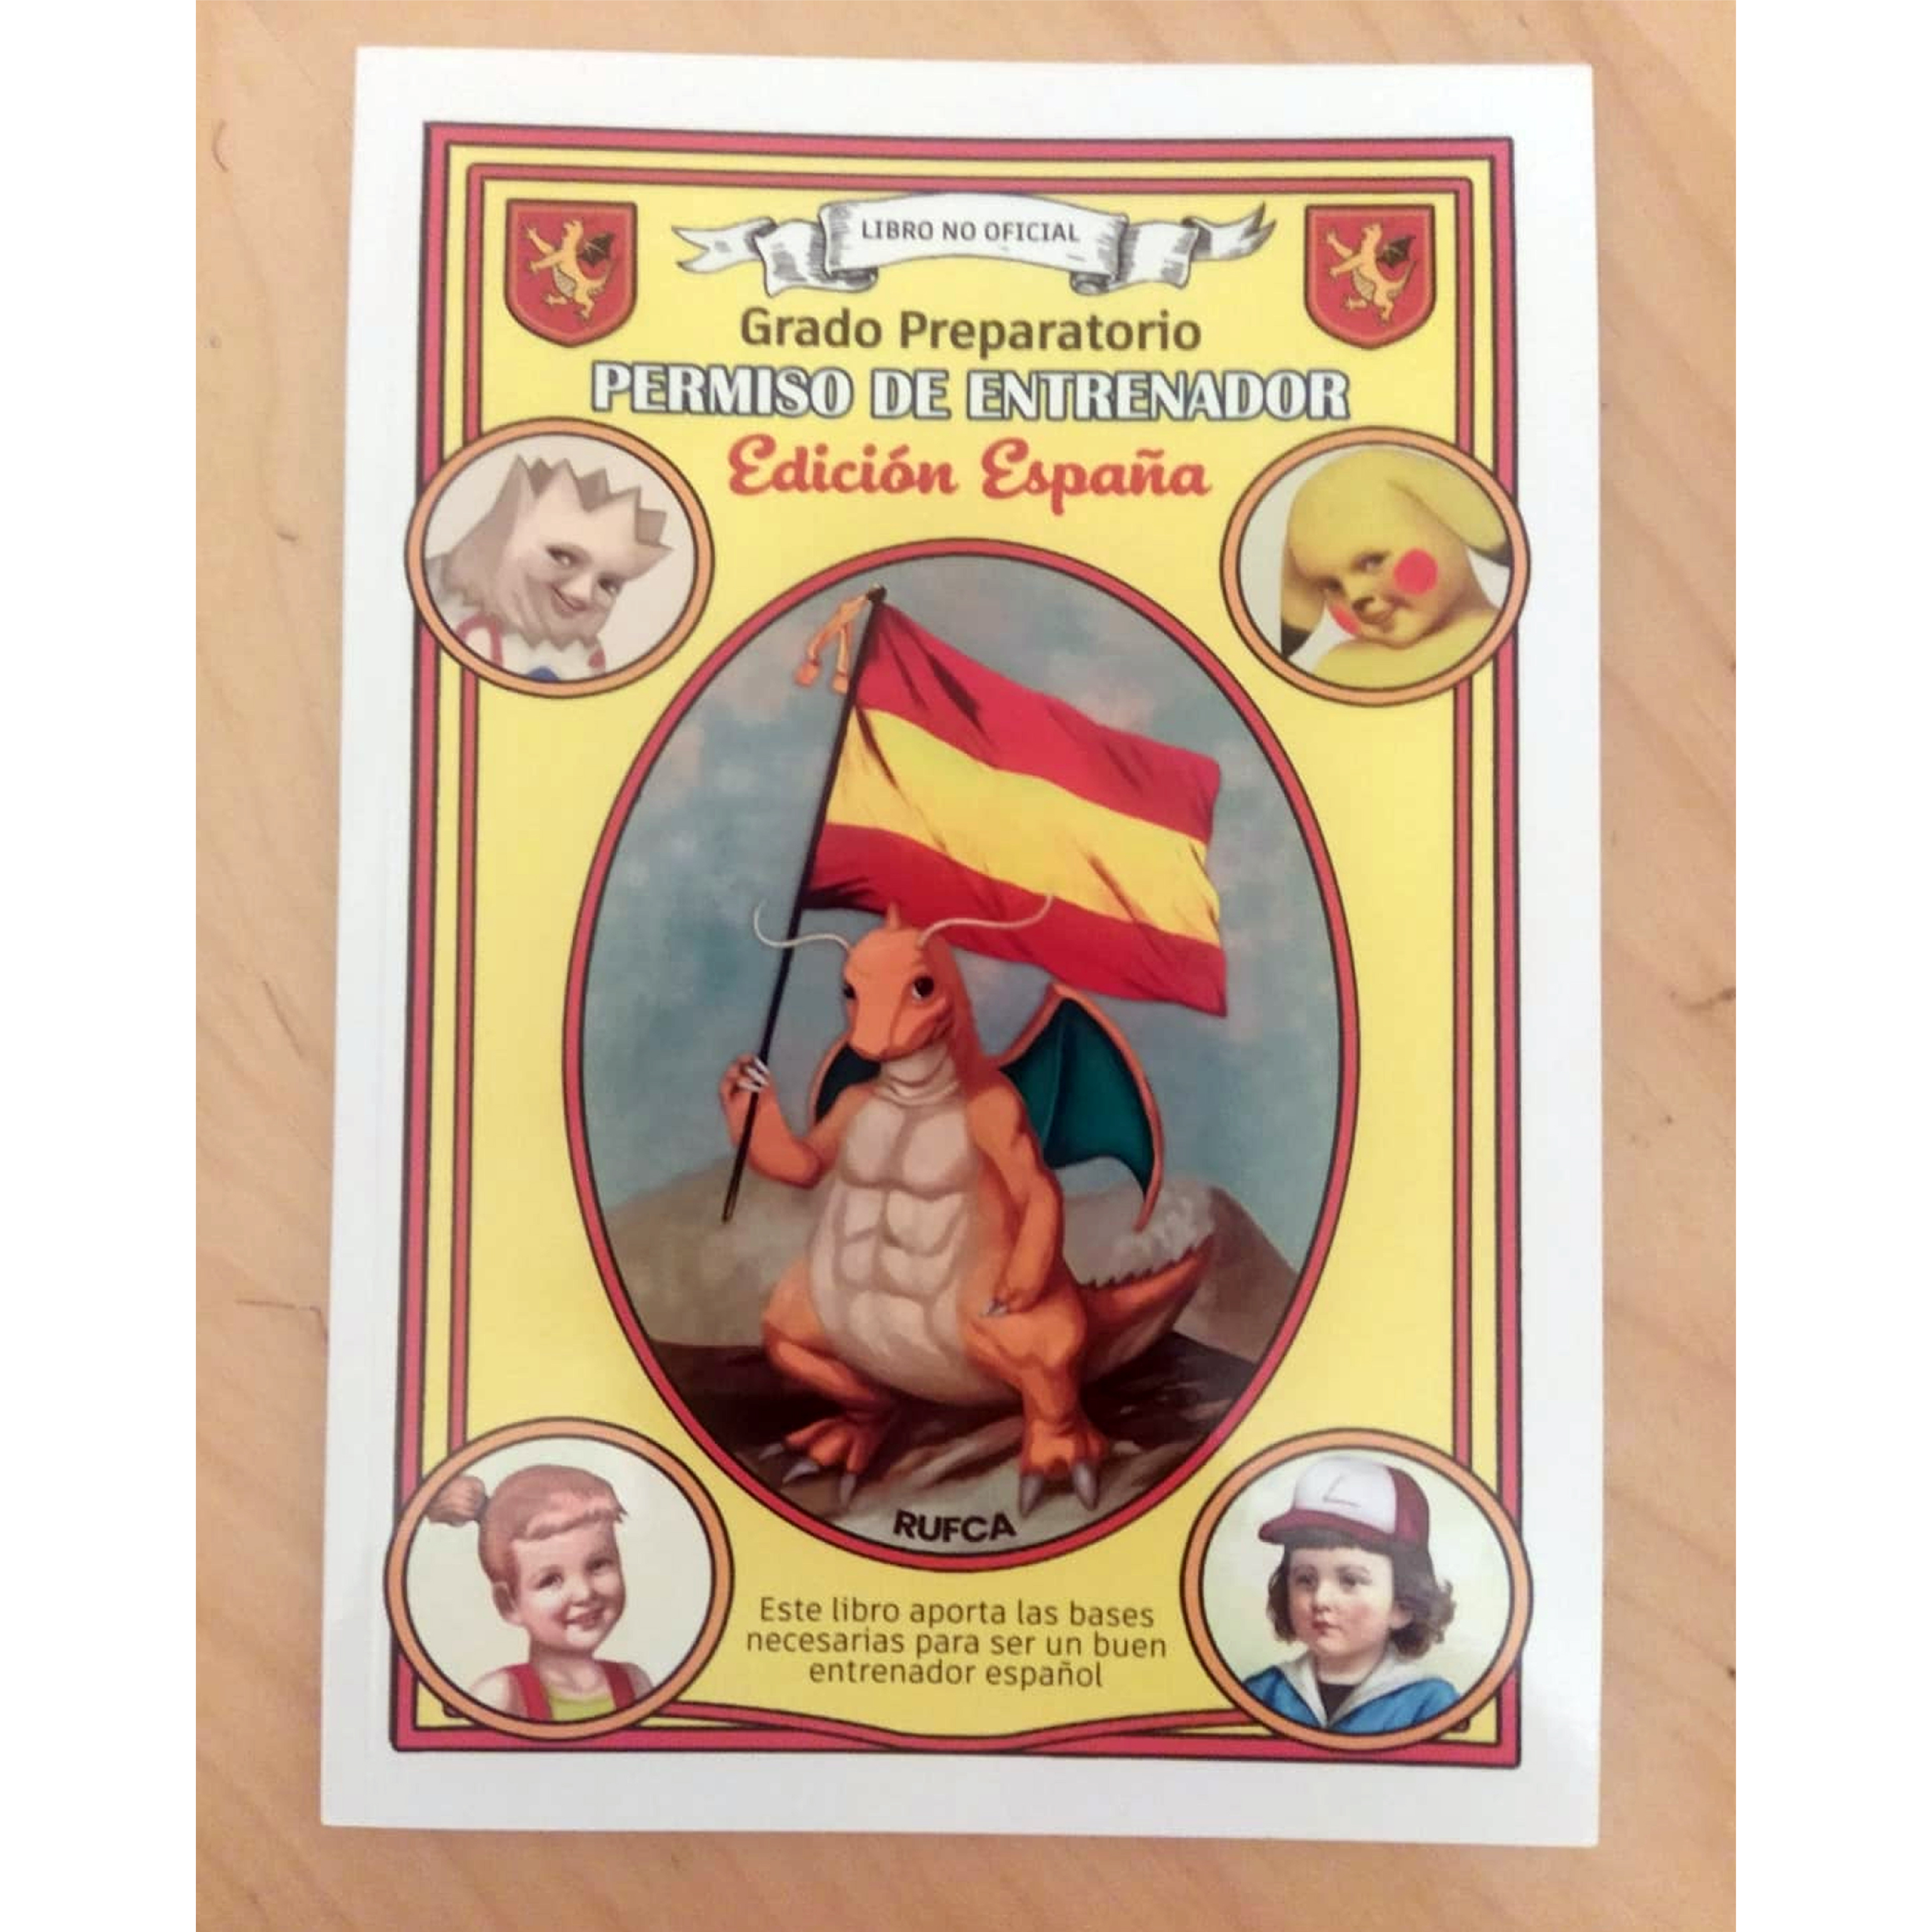 LIBRO NO OFICIAL
Grado Preparatorio
PERMISO DE ENTRENADOR
Edición España
RUFCA
Este libro aporta las bases
necesarias para ser un buen
entrenador español